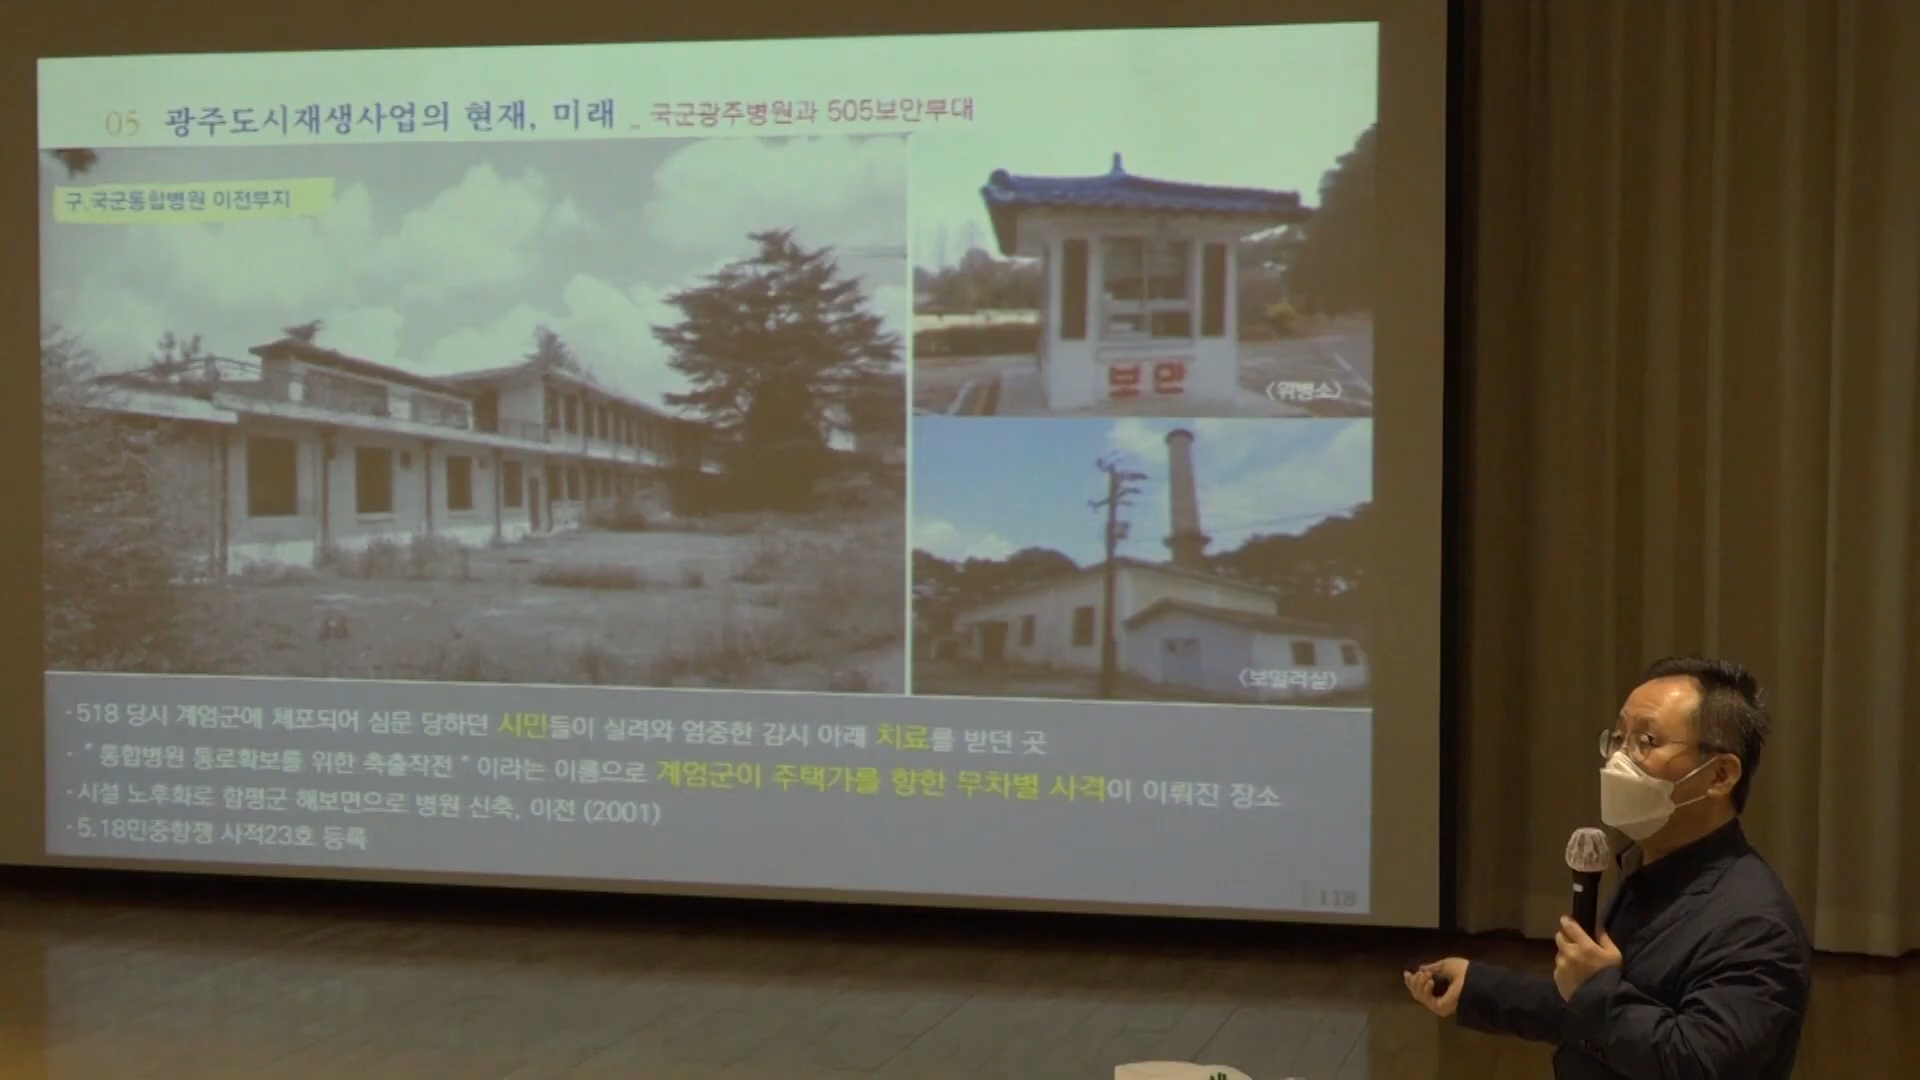 05 광주도시재생사업의 현재, 미래 _ 국군광주병원과 505보안부대
구.국군통합병원 이전부지
보안
<위병소>
<보일러실>
· 518 당시 계엄군에 체포되어 심문 당하던 시민들이 실려와 엄중한 감시 아래 치료를 받던 곳
· " 통합병원 통로확보를 위한 축출작전 " 이라는 이름으로 계엄군이 주택가를 향한 무차별 사격이 이뤄진 장소
· 시설 노후화로 함평군 해보면으로 병원 신축, 이전 (2001)
· 5.18민중항쟁 사적23호 등록
118